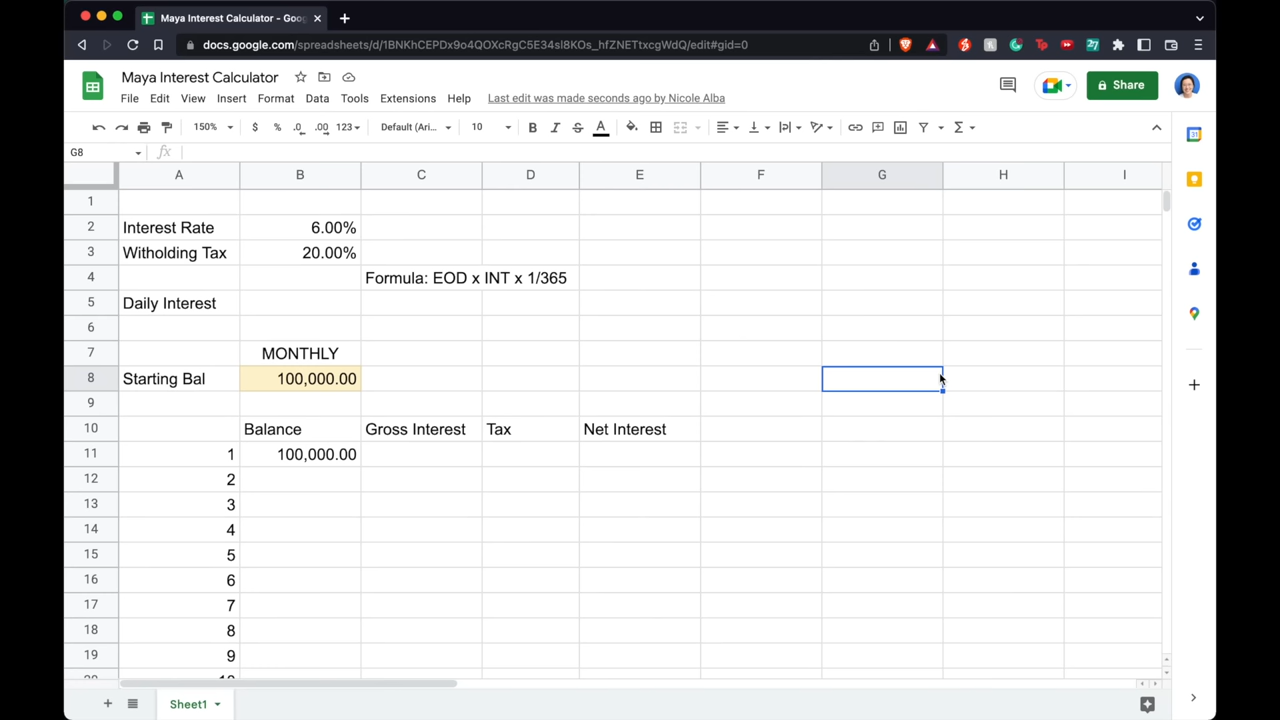 Maya Interest Calculator - Goo
docs.google.com/spreadsheets/d/1BNKhCEPDx9o4QOXcRgC5E34sI8KOs_hfZNETtxcgWdQ/edit#gid=0
Maya Interest Calculator
File Edit View Insert Format Data Tools Extensions Help Last edit was made seconds ago by Nicole Alba
Share
150% $ % .0 .00 123 Default (Ari... 10 B I S A
G8 fx
A B C D E F G H I
1
2 Interest Rate 6.00%
3 Witholding Tax 20.00%
4 Formula: EOD x INT x 1/365
5 Daily Interest
6
7 MONTHLY
8 Starting Bal 100,000.00
9
10 Balance Gross Interest Tax Net Interest
11 1 100,000.00
12 2
13 3
14 4
15 5
16 6
17 7
18 8
19 9
Sheet1